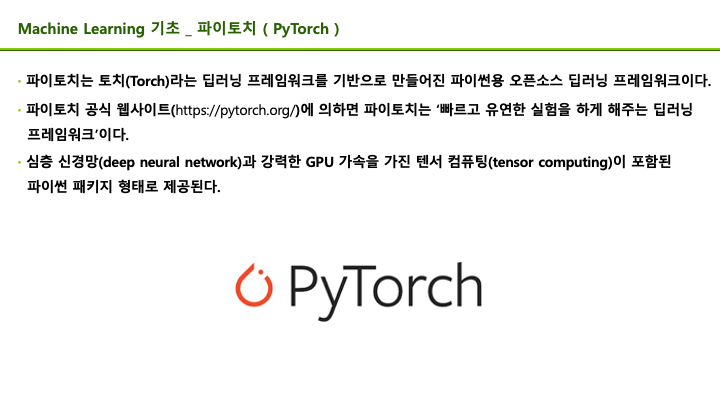 Machine Learning 기초 _ 파이토치 ( PyTorch )
· 파이토치는 토치(Torch)라는 딥러닝 프레임워크를 기반으로 만들어진 파이썬용 오픈소스 딥러닝 프레임워크이다.
· 파이토치 공식 웹사이트(https://pytorch.org/)에 의하면 파이토치는 ‘빠르고 유연한 실험을 하게 해주는 딥러닝
프레임워크’이다.
· 심층 신경망(deep neural network)과 강력한 GPU 가속을 가진 텐서 컴퓨팅(tensor computing)이 포함된
파이썬 패키지 형태로 제공된다.
PyTorch